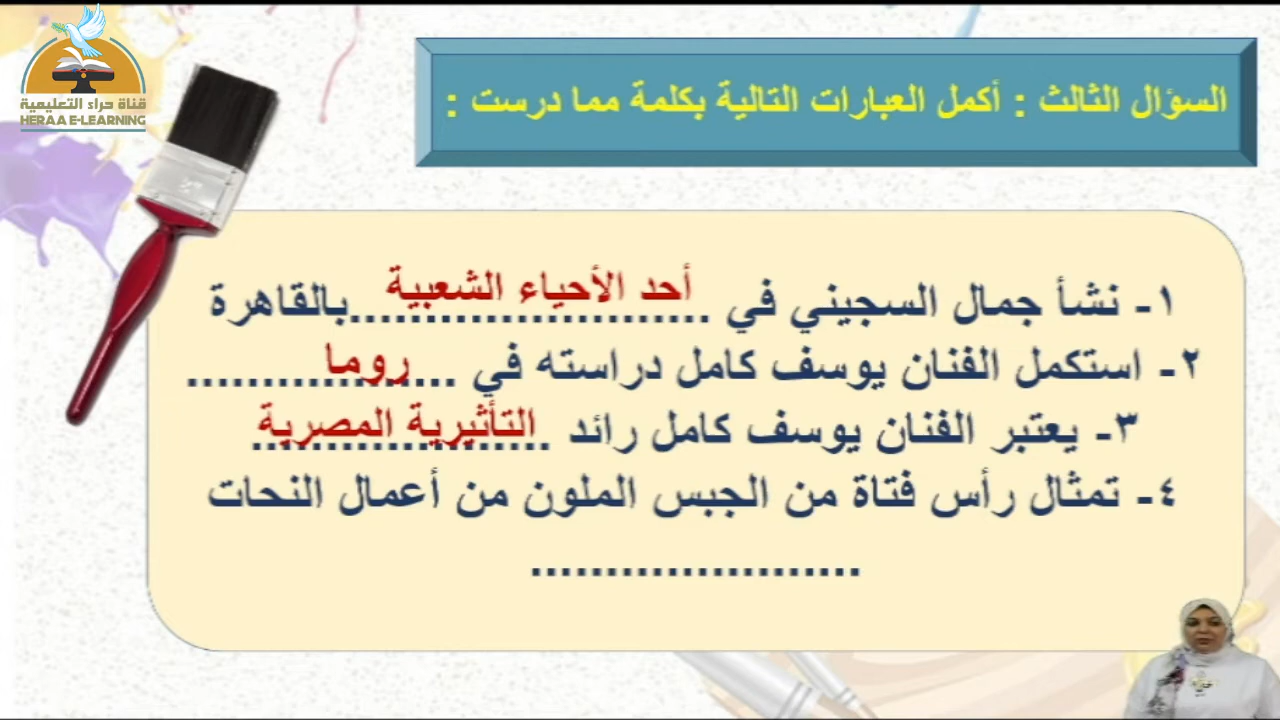 قناة حراء التعليمية
HERAA E-LEARNING
السؤال الثالث : أكمل العبارات التالية بكلمة مما درست :
١- نشأ جمال السجيني في ........أحد الأحياء الشعبية........بالقاهرة
٢- استكمل الفنان يوسف كامل دراسته في ........روما........
٣- يعتبر الفنان يوسف كامل رائد ........التأثيرية المصرية........
٤- تمثال رأس فتاة من الجبس الملون من أعمال النحات
......................